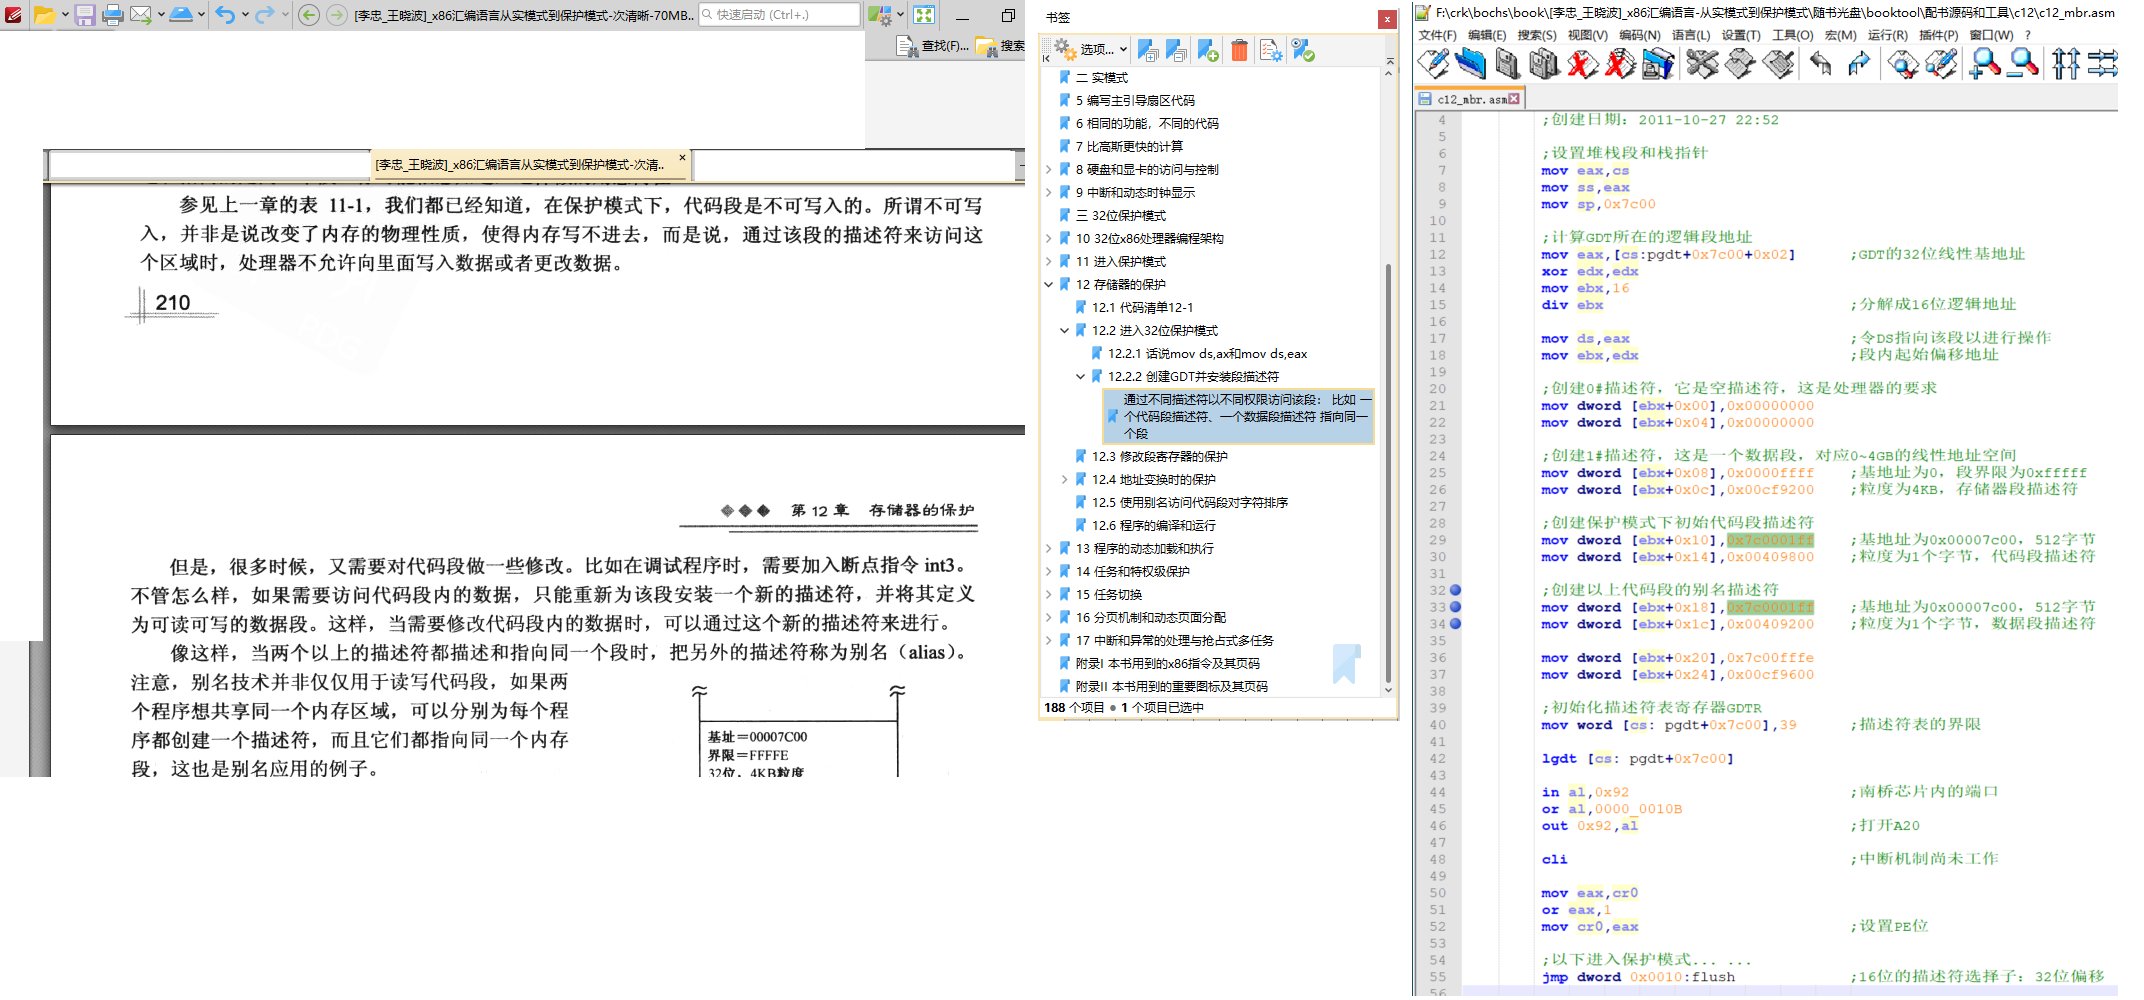 [李忠_王晓波]_x86汇编语言从实模式到保护模式-次清晰-70MB..
快速启动 (Ctrl+.)
查找(F)...
搜索
[李忠_王晓波]_x86汇编语言从实模式到保护模式-次清..
参见上一章的表 11-1，我们都已经知道，在保护模式下，代码段是不可写入的。所谓不可写
入，并非是说改变了内存的物理性质，使得内存写不进去，而是说，通过该段的描述符来访问这
个区域时，处理器不允许向里面写入数据或者更改数据。
210
PDG
◆◆◆ 第 12 章 存储器的保护
但是，很多时候，又需要对代码段做一些修改。比如在调试程序时，需要加入断点指令 int3。
不管怎么样，如果需要访问代码段内的数据，只能重新为该段安装一个新的描述符，并将其定义
为可读可写的数据段。这样，当需要修改代码段内的数据时，可以通过这个新的描述符来进行。
像这样，当两个以上的描述符都描述和指向同一个段时，把另外的描述符称为别名（alias）。
注意，别名技术并非仅仅用于读写代码段，如果两
个程序想共享同一个内存区域，可以分别为每个程
序都创建一个描述符，而且它们都指向同一个内存
段，这也是别名应用的例子。
基址＝00007C00
界限＝FFFFE
32位，4KB粒度
书签
选项...
二 实模式
5 编写主引导扇区代码
6 相同的功能，不同的代码
7 比高斯更快的计算
8 硬盘和显卡的访问与控制
9 中断和动态时钟显示
三 32位保护模式
10 32位x86处理器编程架构
11 进入保护模式
12 存储器的保护
12.1 代码清单12-1
12.2 进入32位保护模式
12.2.1 话说mov ds,ax和mov ds,eax
12.2.2 创建GDT并安装段描述符
通过不同描述符以不同权限访问该段： 比如 一
个代码段描述符、一个数据段描述符 指向同一
个段
12.3 修改段寄存器的保护
12.4 地址变换时的保护
12.5 使用别名访问代码段对字符排序
12.6 程序的编译和运行
13 程序的动态加载和执行
14 任务和特权级保护
15 任务切换
16 分页机制和动态页面分配
17 中断和异常的处理与抢占式多任务
附录I 本书用到的x86指令及其页码
附录II 本书用到的重要图标及其页码
188 个项目 ● 1 个项目已选中
F:\crk\bochs\book\[李忠_王晓波]_x86汇编语言-从实模式到保护模式\随书光盘\booktool\配书源码和工具\c12\c12_mbr.asm
文件(F) 编辑(E) 搜索(S) 视图(V) 编码(N) 语言(L) 设置(T) 工具(O) 宏(M) 运行(R) 插件(P) 窗口(W) ?
c12_mbr.asm
4 ;创建日期：2011-10-27 22:52
5
6 ;设置堆栈段和栈指针
7 mov eax,cs
8 mov ss,eax
9 mov sp,0x7c00
10
11 ;计算GDT所在的逻辑段地址
12 mov eax,[cs:pgdt+0x7c00+0x02] ;GDT的32位线性基地址
13 xor edx,edx
14 mov ebx,16
15 div ebx ;分解成16位逻辑地址
16
17 mov ds,eax ;令DS指向该段以进行操作
18 mov ebx,edx ;段内起始偏移地址
19
20 ;创建0#描述符，它是空描述符，这是处理器的要求
21 mov dword [ebx+0x00],0x00000000
22 mov dword [ebx+0x04],0x00000000
23
24 ;创建1#描述符，这是一个数据段，对应0~4GB的线性地址空间
25 mov dword [ebx+0x08],0x0000ffff ;基地址为0，段界限为0xfffff
26 mov dword [ebx+0x0c],0x00cf9200 ;粒度为4KB，存储器段描述符
27
28 ;创建保护模式下初始代码段描述符
29 mov dword [ebx+0x10],0x7c0001ff ;基地址为0x00007c00，512字节
30 mov dword [ebx+0x14],0x00409800 ;粒度为1个字节，代码段描述符
31
32 ;创建以上代码段的别名描述符
33 mov dword [ebx+0x18],0x7c0001ff ;基地址为0x00007c00，512字节
34 mov dword [ebx+0x1c],0x00409200 ;粒度为1个字节，数据段描述符
35
36 mov dword [ebx+0x20],0x7c00fffe
37 mov dword [ebx+0x24],0x00cf9600
38
39 ;初始化描述符表寄存器GDTR
40 mov word [cs: pgdt+0x7c00],39 ;描述符表的界限
41
42 lgdt [cs: pgdt+0x7c00]
43
44 in al,0x92 ;南桥芯片内的端口
45 or al,0000_0010B
46 out 0x92,al ;打开A20
47
48 cli ;中断机制尚未工作
49
50 mov eax,cr0
51 or eax,1
52 mov cr0,eax ;设置PE位
53
54 ;以下进入保护模式... ...
55 jmp dword 0x0010:flush ;16位的描述符选择子：32位偏移
56